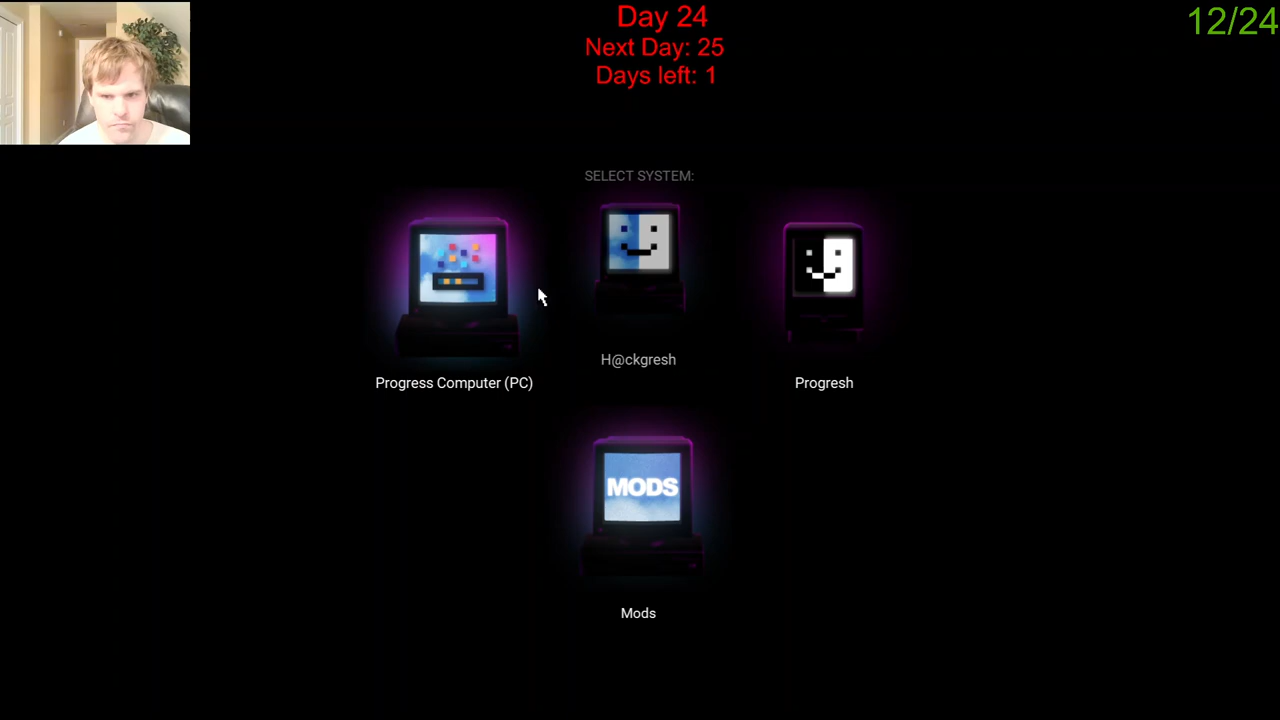 Day 24
Next Day: 25
Days left: 1
12/24
SELECT SYSTEM:
Progress Computer (PC)
H@ckgresh
Progresh
MODS
Mods